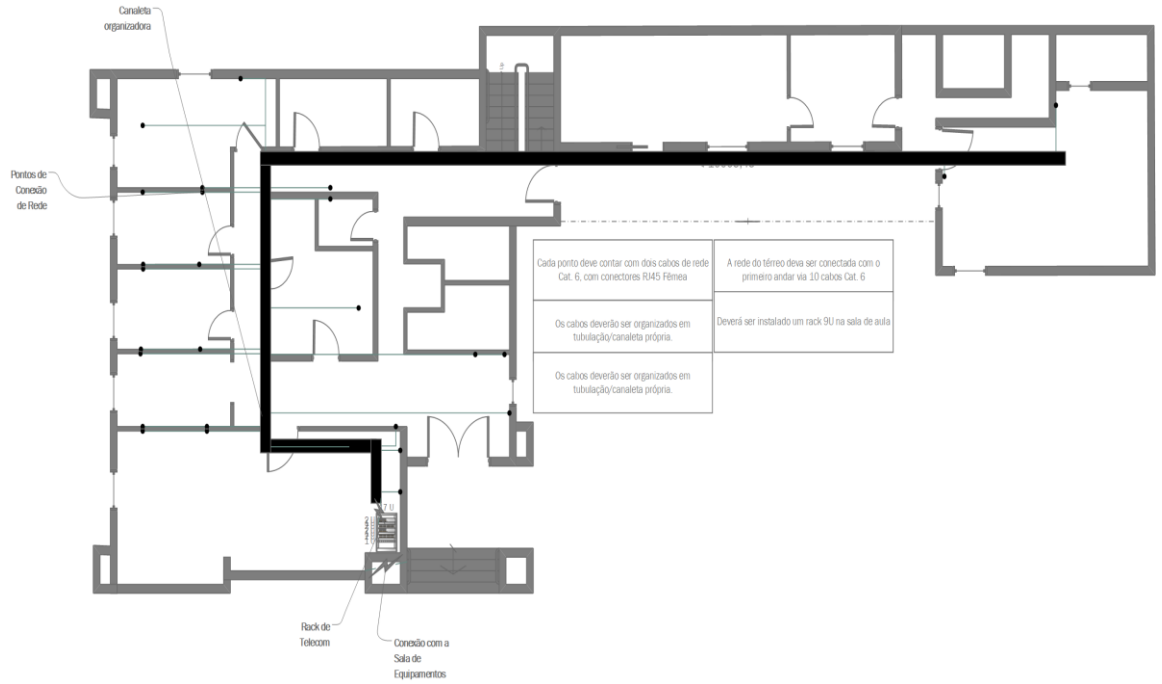 Canaleta
organizadora
Up
Pontos de
Conexão
de Rede
Cada ponto deve contar com dois cabos de rede
Cat. 6, com conectores RJ45 Fêmea
A rede do térreo deva ser conectada com o
primeiro andar via 10 cabos Cat. 6
Os cabos deverão ser organizados em
tubulação/canaleta própria.
Deverá ser instalado um rack 9U na sala de aula
Os cabos deverão ser organizados em
tubulação/canaleta própria.
7 U
Rack de
Telecom
Conexão com a
Sala de
Equipamentos